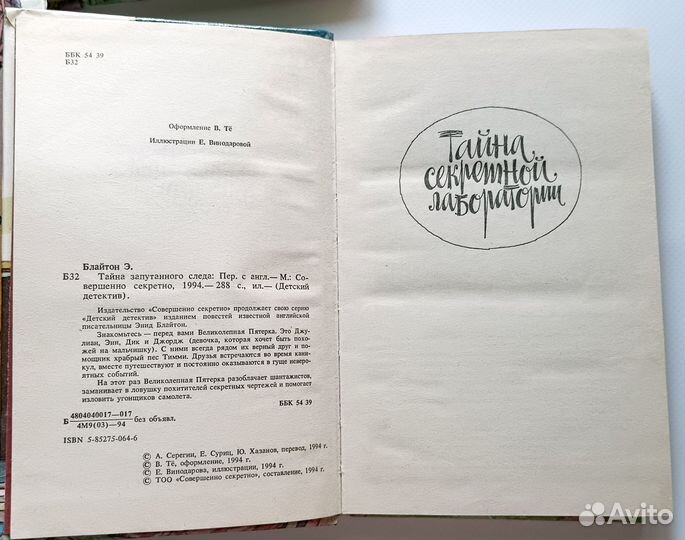 ББК 54 39
Б32
Оформление В. Тё
Иллюстрации Е. Винодаровой
Блайтон Э.
Б32 Тайна запутанного следа: Пер. с англ.— М.: Со-
вершенно секретно, 1994.— 288 с., ил.— (Детский
детектив).
Издательство «Совершенно секретно» продолжает свою серию
«Детский детектив» изданием повестей известной английской
писательницы Энид Блайтон.
Знакомьтесь — перед вами Великолепная Пятерка. Это Джу-
лиан, Энн, Дик и Джордж (девочка, которая хочет быть похо-
жей на мальчишку). С ними всегда рядом их верный друг и по-
мощник храбрый пес Тимми. Друзья встречаются во время кани-
кул, вместе путешествуют и постоянно оказываются в гуще неверо-
ятных событий.
На этот раз Великолепная Пятерка разоблачает шантажистов,
заманивает в ловушку похитителей секретных чертежей и помогает
изловить угонщиков самолета.
ББК 54 39
Б 4804040017—017
4М9(03)—94 без объявл.
ISBN 5-85275-064-6
© А. Серегин, Е. Суриц, Ю. Хазанов, перевод, 1994 г.
© В. Тё, оформление, 1994 г.
© Е. Винодарова, иллюстрации, 1994 г.
© ТОО «Совершенно секретно», составление, 1994 г.
Тайна
секретной
лаборатории
Avito